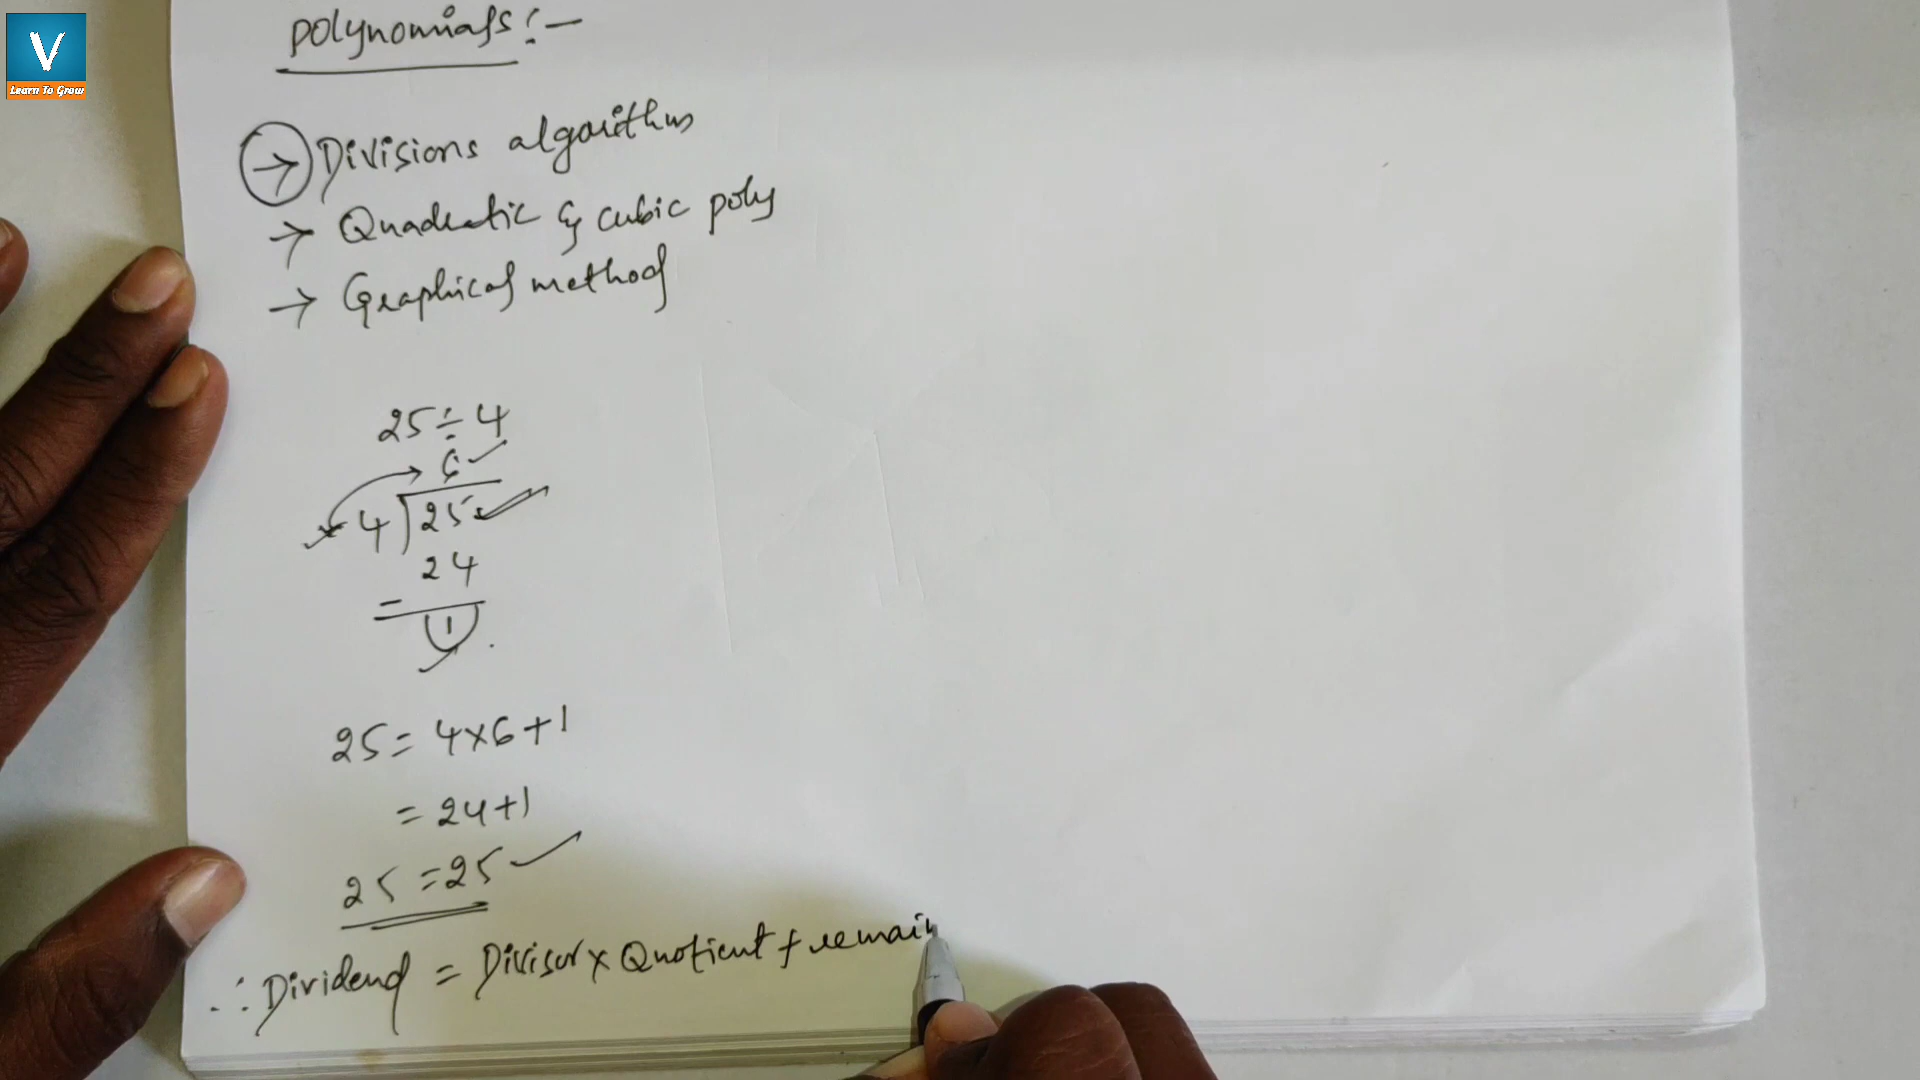 V
Learn To Grow
polynomials:-
→ Divisions algorithm
→ Quadratic & cubic poly
→ Graphical method
25÷4
6
4)25
24
-
1
25= 4×6+1
= 24+1
25 =25
∴ Dividend = Divisor × Quotient + remain